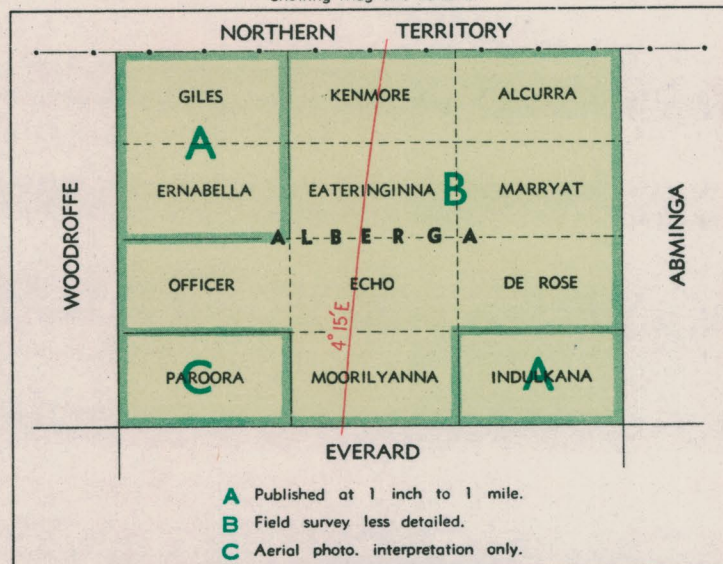 NORTHERN TERRITORY
GILES KENMORE ALCURRA
A
ERNABELLA EATERINGINNA B MARRYAT
WOODROFFE
ABMINGA
ALBERGA
OFFICER ECHO DE ROSE
4° 15'E
PAROORA MOORILYANNA INDULKANA
C A
EVERARD
A Published at 1 inch to 1 mile.
B Field survey less detailed.
C Aerial photo. interpretation only.